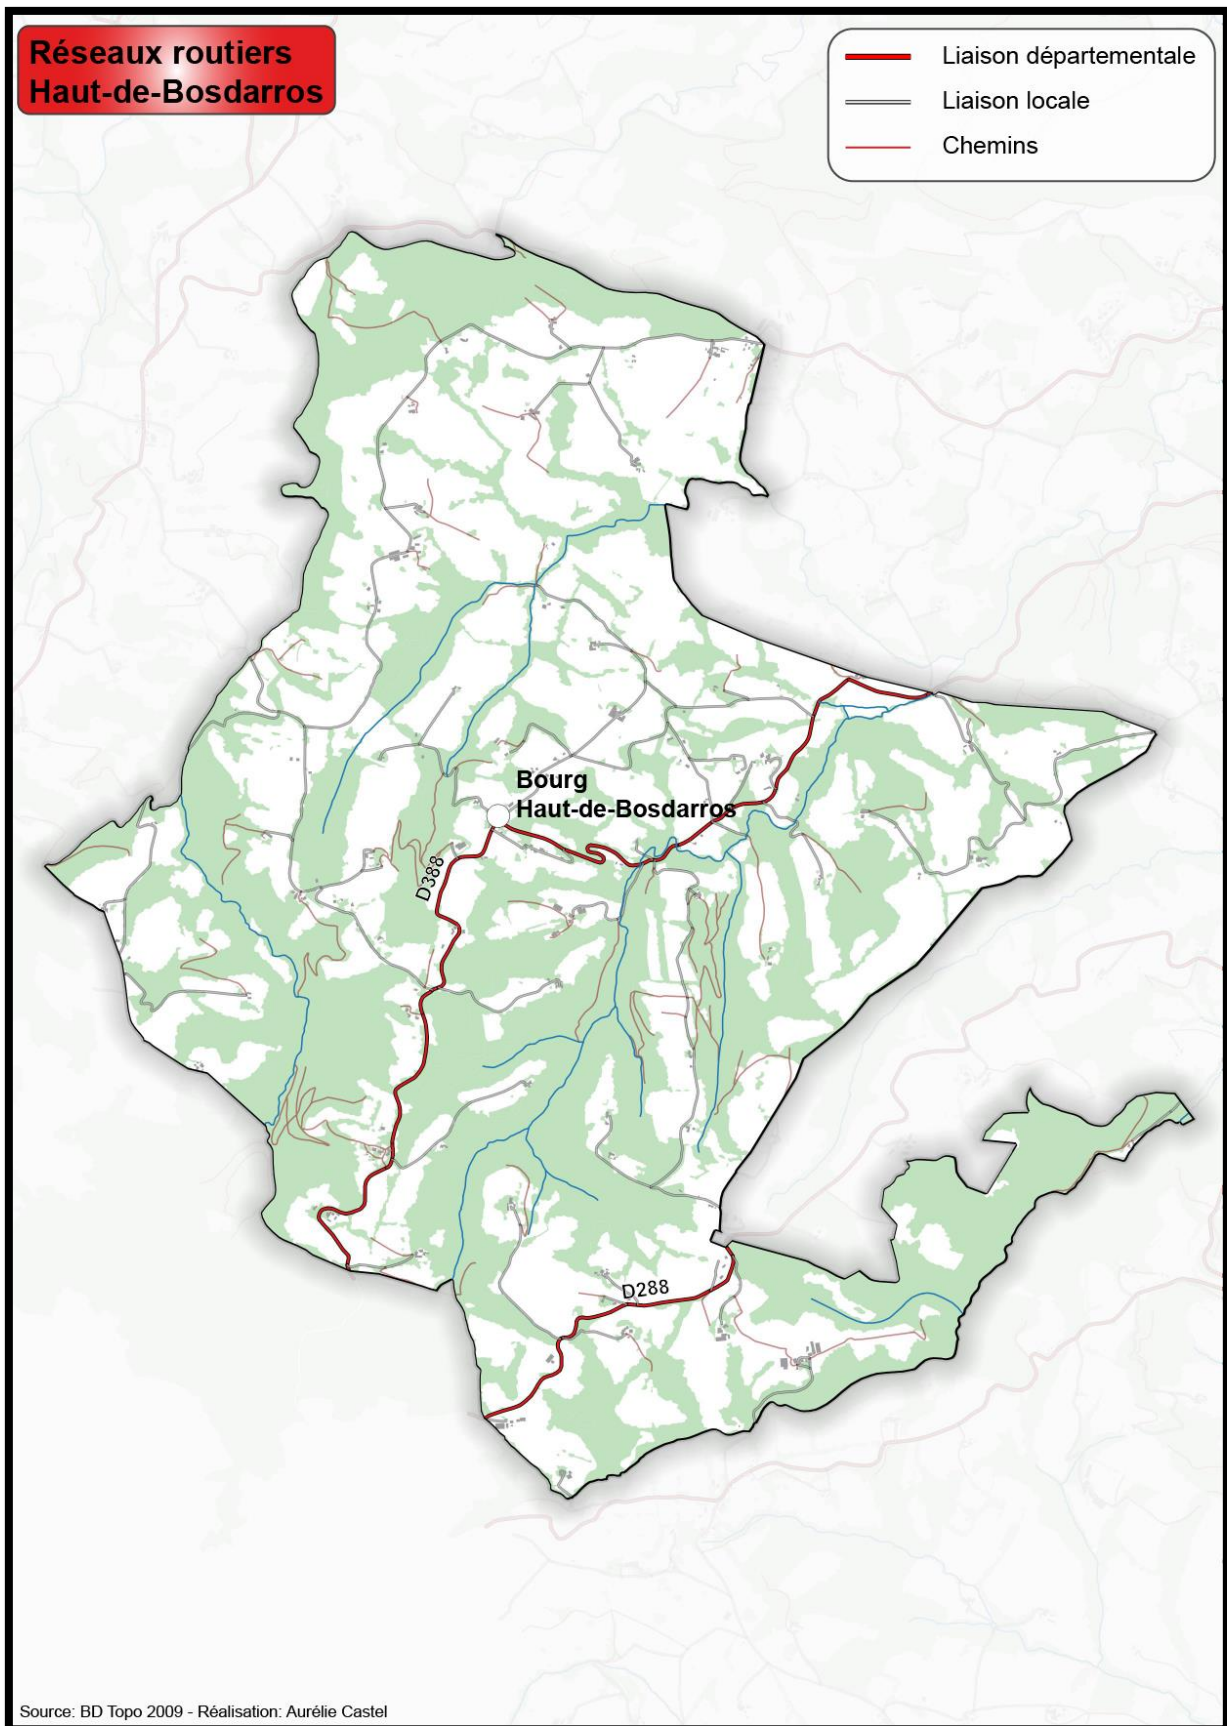 Réseaux routiers
Haut-de-Bosdarros
Liaison départementale
Liaison locale
Chemins
Bourg
Haut-de-Bosdarros
D388
D288
Source: BD Topo 2009 - Réalisation: Aurélie Castel